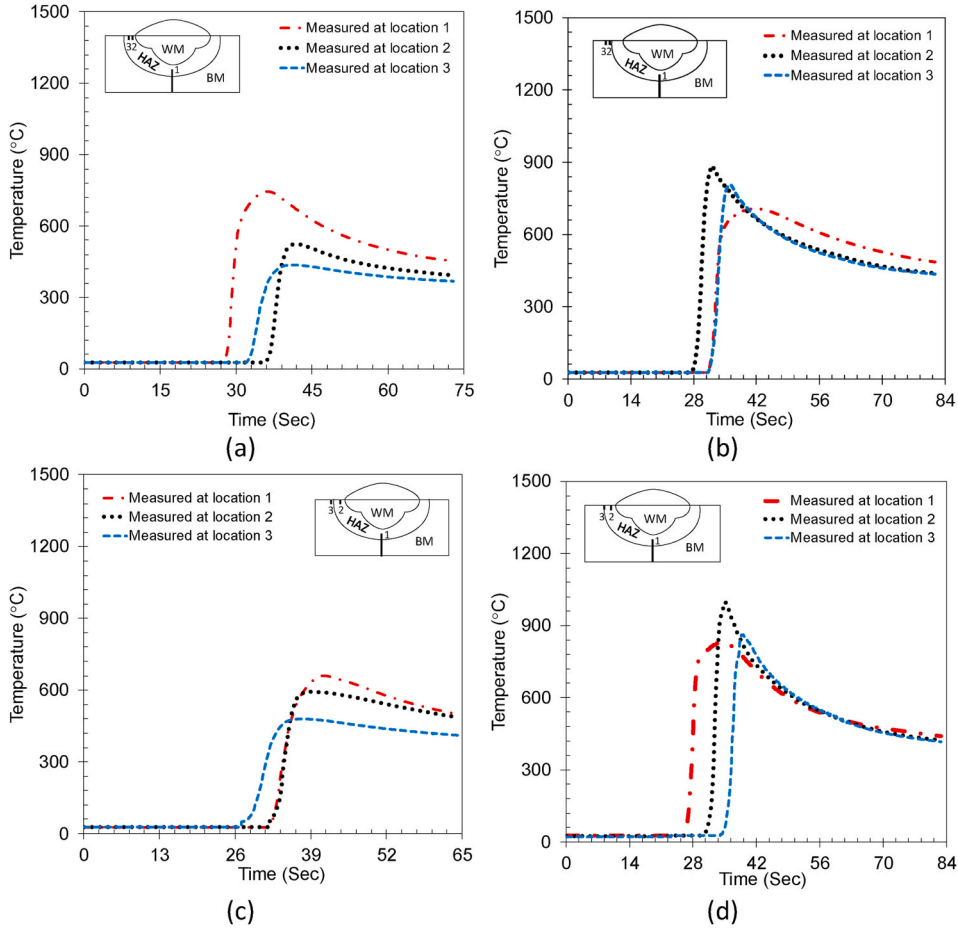 1500
1200
900
600
300
0
0
15
30
45
60
75
Temperature (°C)
Time (Sec)
Measured at location 1
Measured at location 2
Measured at location 3
WM
32
HAZ
1
BM
(a)
1500
1200
900
600
300
0
0
14
28
42
56
70
84
Temperature (°C)
Time (Sec)
Measured at location 1
Measured at location 2
Measured at location 3
WM
32
HAZ
1
BM
(b)
1500
1200
900
600
300
0
0
13
26
39
52
65
Temperature (°C)
Time (Sec)
Measured at location 1
Measured at location 2
Measured at location 3
WM
3 2
HAZ
1
BM
(c)
1500
1200
900
600
300
0
0
14
28
42
56
70
84
Temperature (°C)
Time (Sec)
Measured at location 1
Measured at location 2
Measured at location 3
WM
3 2
HAZ
1
BM
(d)